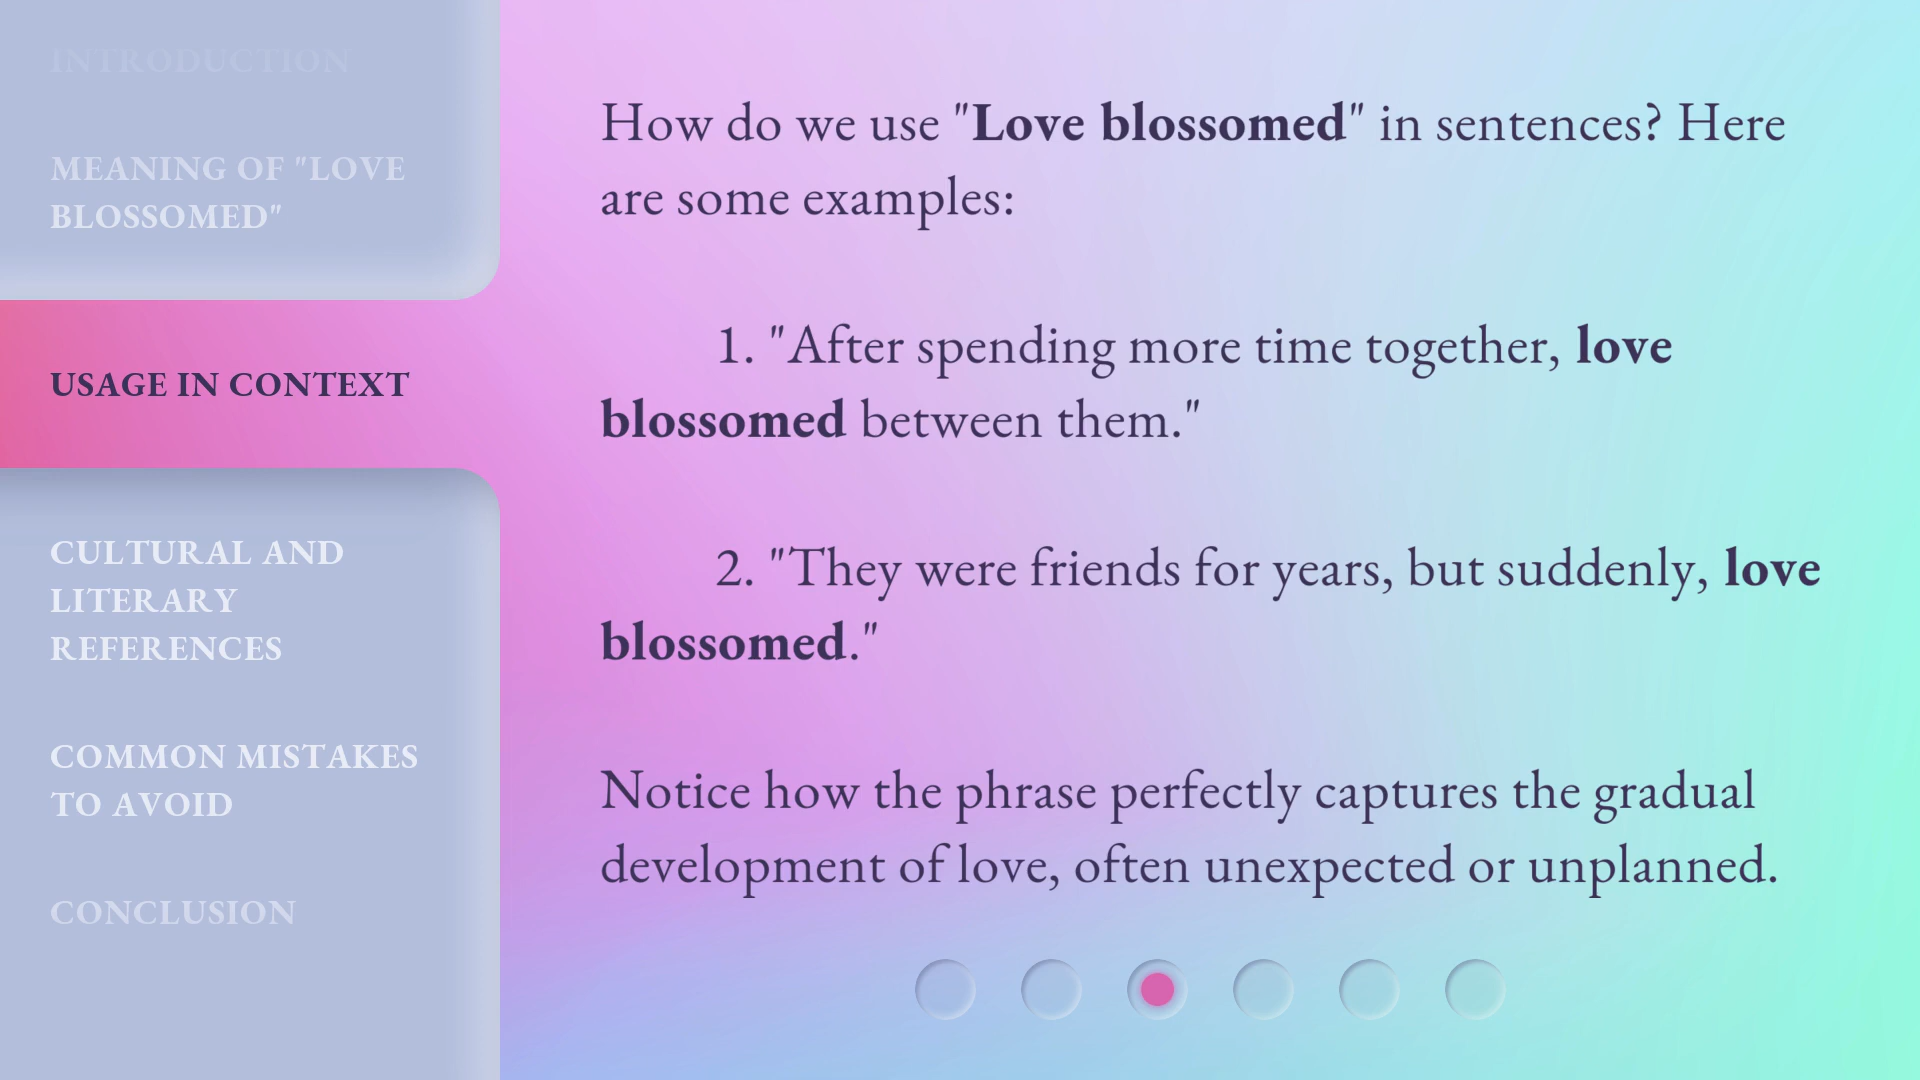 INTRODUCTION
MEANING OF "LOVE
BLOSSOMED"
USAGE IN CONTEXT
CULTURAL AND
LITERARY
REFERENCES
COMMON MISTAKES
TO AVOID
CONCLUSION
How do we use "Love blossomed" in sentences? Here
are some examples:
1. "After spending more time together, love
blossomed between them."
2. "They were friends for years, but suddenly, love
blossomed."
Notice how the phrase perfectly captures the gradual
development of love, often unexpected or unplanned.